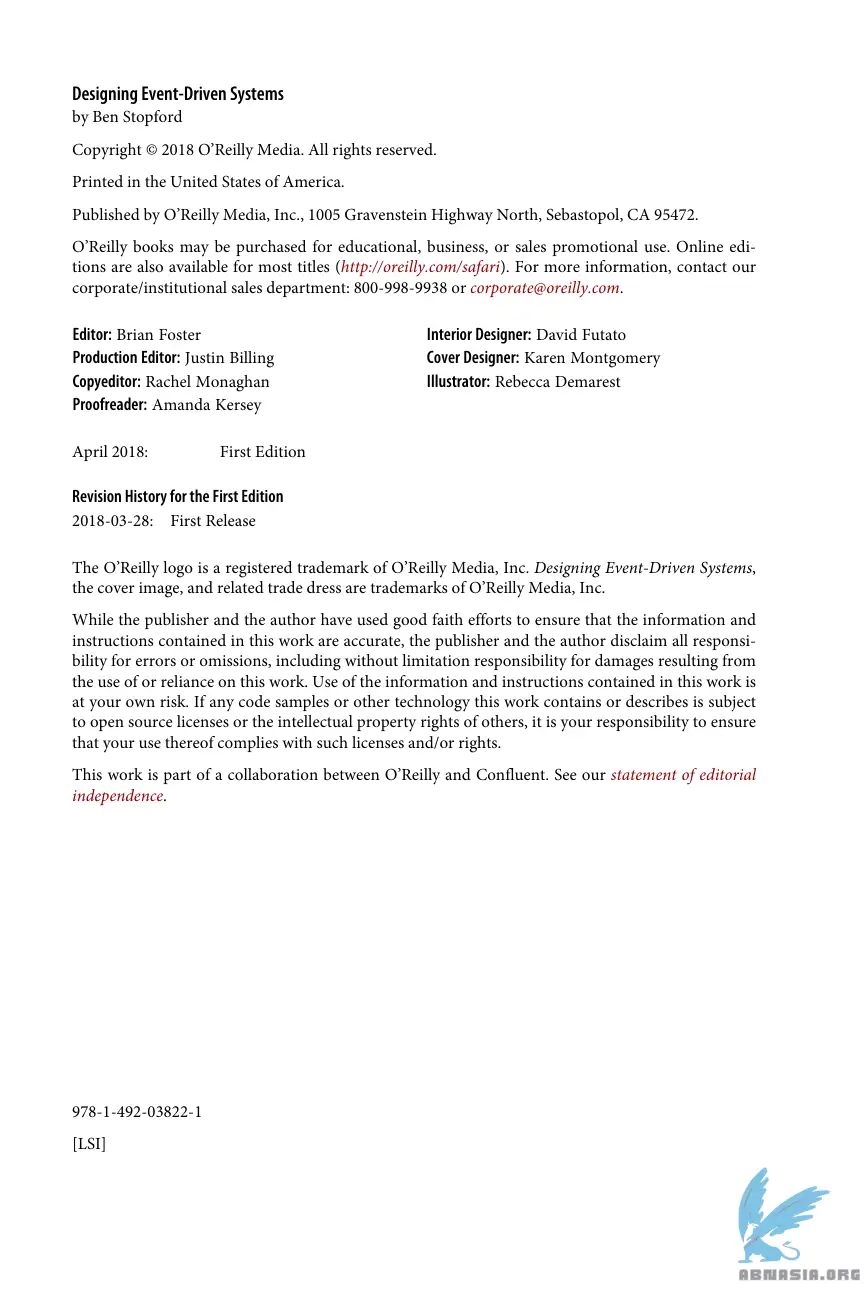 Designing Event-Driven Systems
by Ben Stopford
Copyright © 2018 O’Reilly Media. All rights reserved.
Printed in the United States of America.
Published by O’Reilly Media, Inc., 1005 Gravenstein Highway North, Sebastopol, CA 95472.
O’Reilly books may be purchased for educational, business, or sales promotional use. Online edi-
tions are also available for most titles (http://oreilly.com/safari). For more information, contact our
corporate/institutional sales department: 800-998-9938 or corporate@oreilly.com.
Editor: Brian Foster
Production Editor: Justin Billing
Copyeditor: Rachel Monaghan
Proofreader: Amanda Kersey
Interior Designer: David Futato
Cover Designer: Karen Montgomery
Illustrator: Rebecca Demarest
April 2018: First Edition
Revision History for the First Edition
2018-03-28: First Release
The O’Reilly logo is a registered trademark of O’Reilly Media, Inc. Designing Event-Driven Systems,
the cover image, and related trade dress are trademarks of O’Reilly Media, Inc.
While the publisher and the author have used good faith efforts to ensure that the information and
instructions contained in this work are accurate, the publisher and the author disclaim all responsi-
bility for errors or omissions, including without limitation responsibility for damages resulting from
the use of or reliance on this work. Use of the information and instructions contained in this work is
at your own risk. If any code samples or other technology this work contains or describes is subject
to open source licenses or the intellectual property rights of others, it is your responsibility to ensure
that your use thereof complies with such licenses and/or rights.
This work is part of a collaboration between O’Reilly and Confluent. See our statement of editorial
independence.
978-1-492-03822-1
[LSI]
ABNASIA.ORG